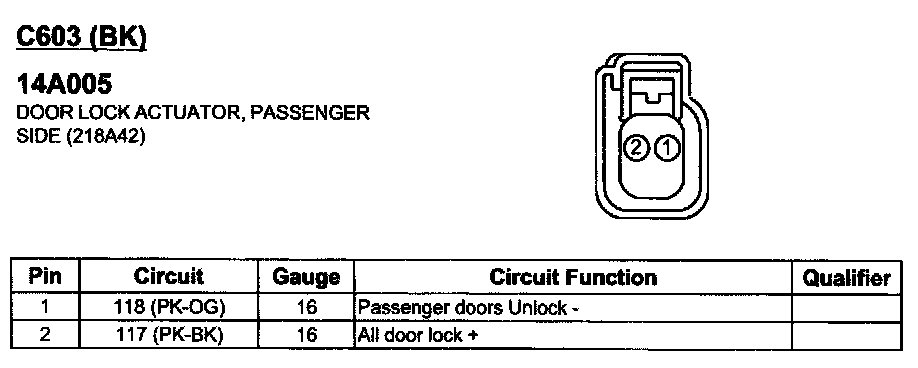 C603 (BK)
14A005
DOOR LOCK ACTUATOR, PASSENGER
SIDE (218A42)
2 1
Pin Circuit Gauge Circuit Function Qualifier
1 118 (PK-OG) 16 Passenger doors Unlock -
2 117 (PK-BK) 16 All door lock +